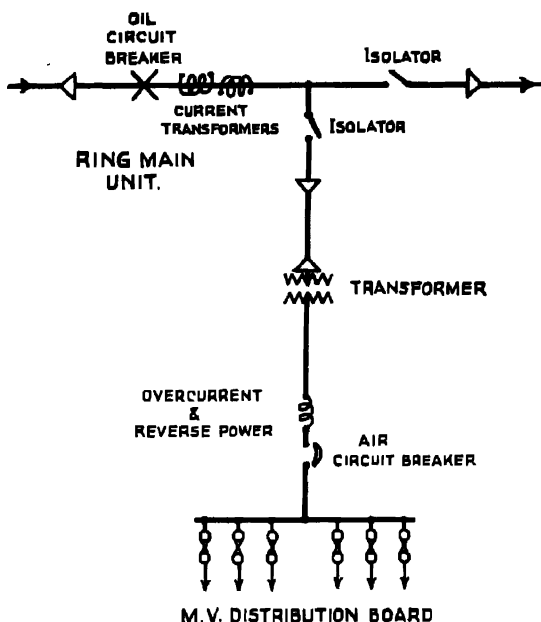 OIL
CIRCUIT
BREAKER
ISOLATOR
CURRENT
TRANSFORMERS
ISOLATOR
RING MAIN
UNIT.
TRANSFORMER
OVERCURRENT
&
REVERSE POWER
AIR
CIRCUIT BREAKER
M.V. DISTRIBUTION BOARD